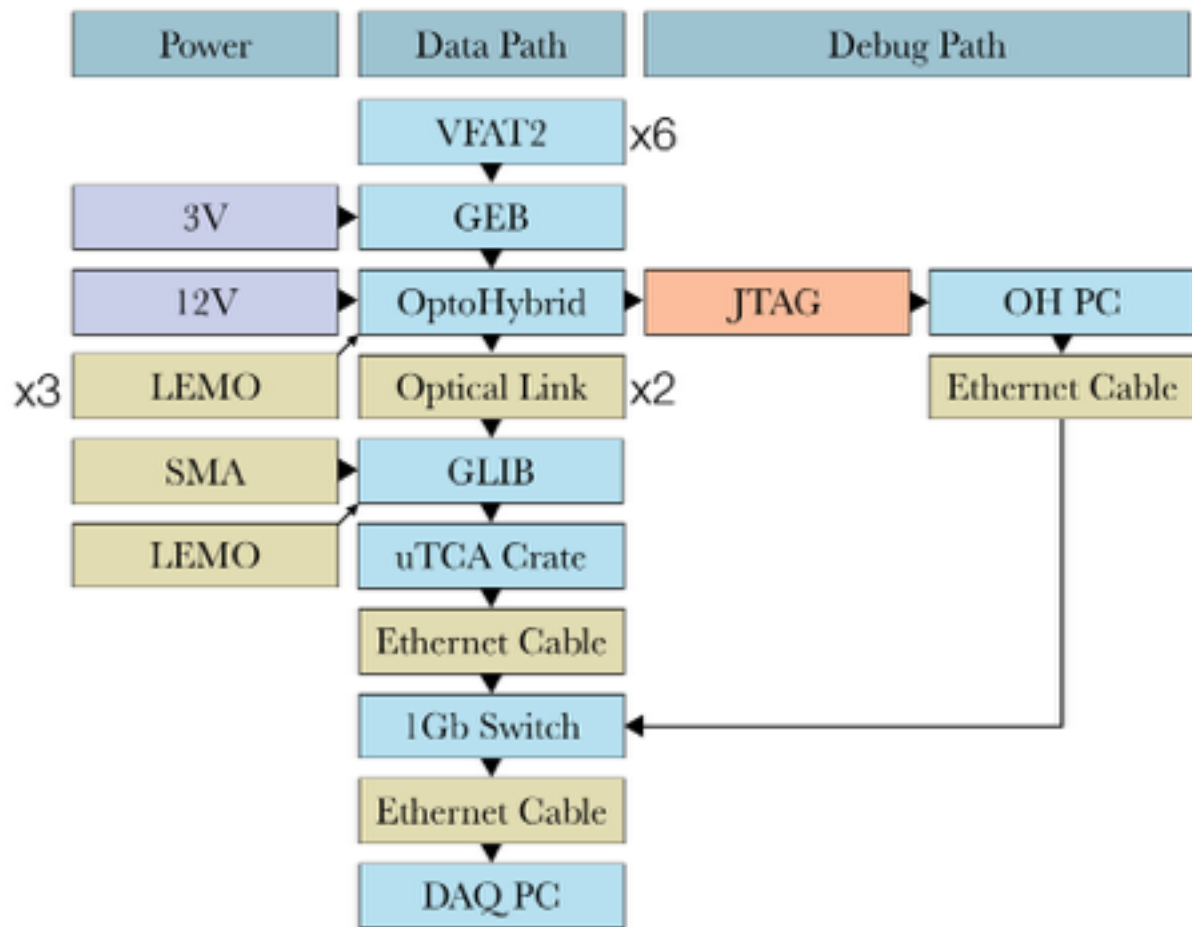 Power Data Path Debug Path
VFAT2 x6
3V GEB
12V OptoHybrid JTAG OH PC
x3 LEMO Optical Link x2 Ethernet Cable
SMA GLIB
LEMO uTCA Crate
Ethernet Cable
1Gb Switch
Ethernet Cable
DAQ PC